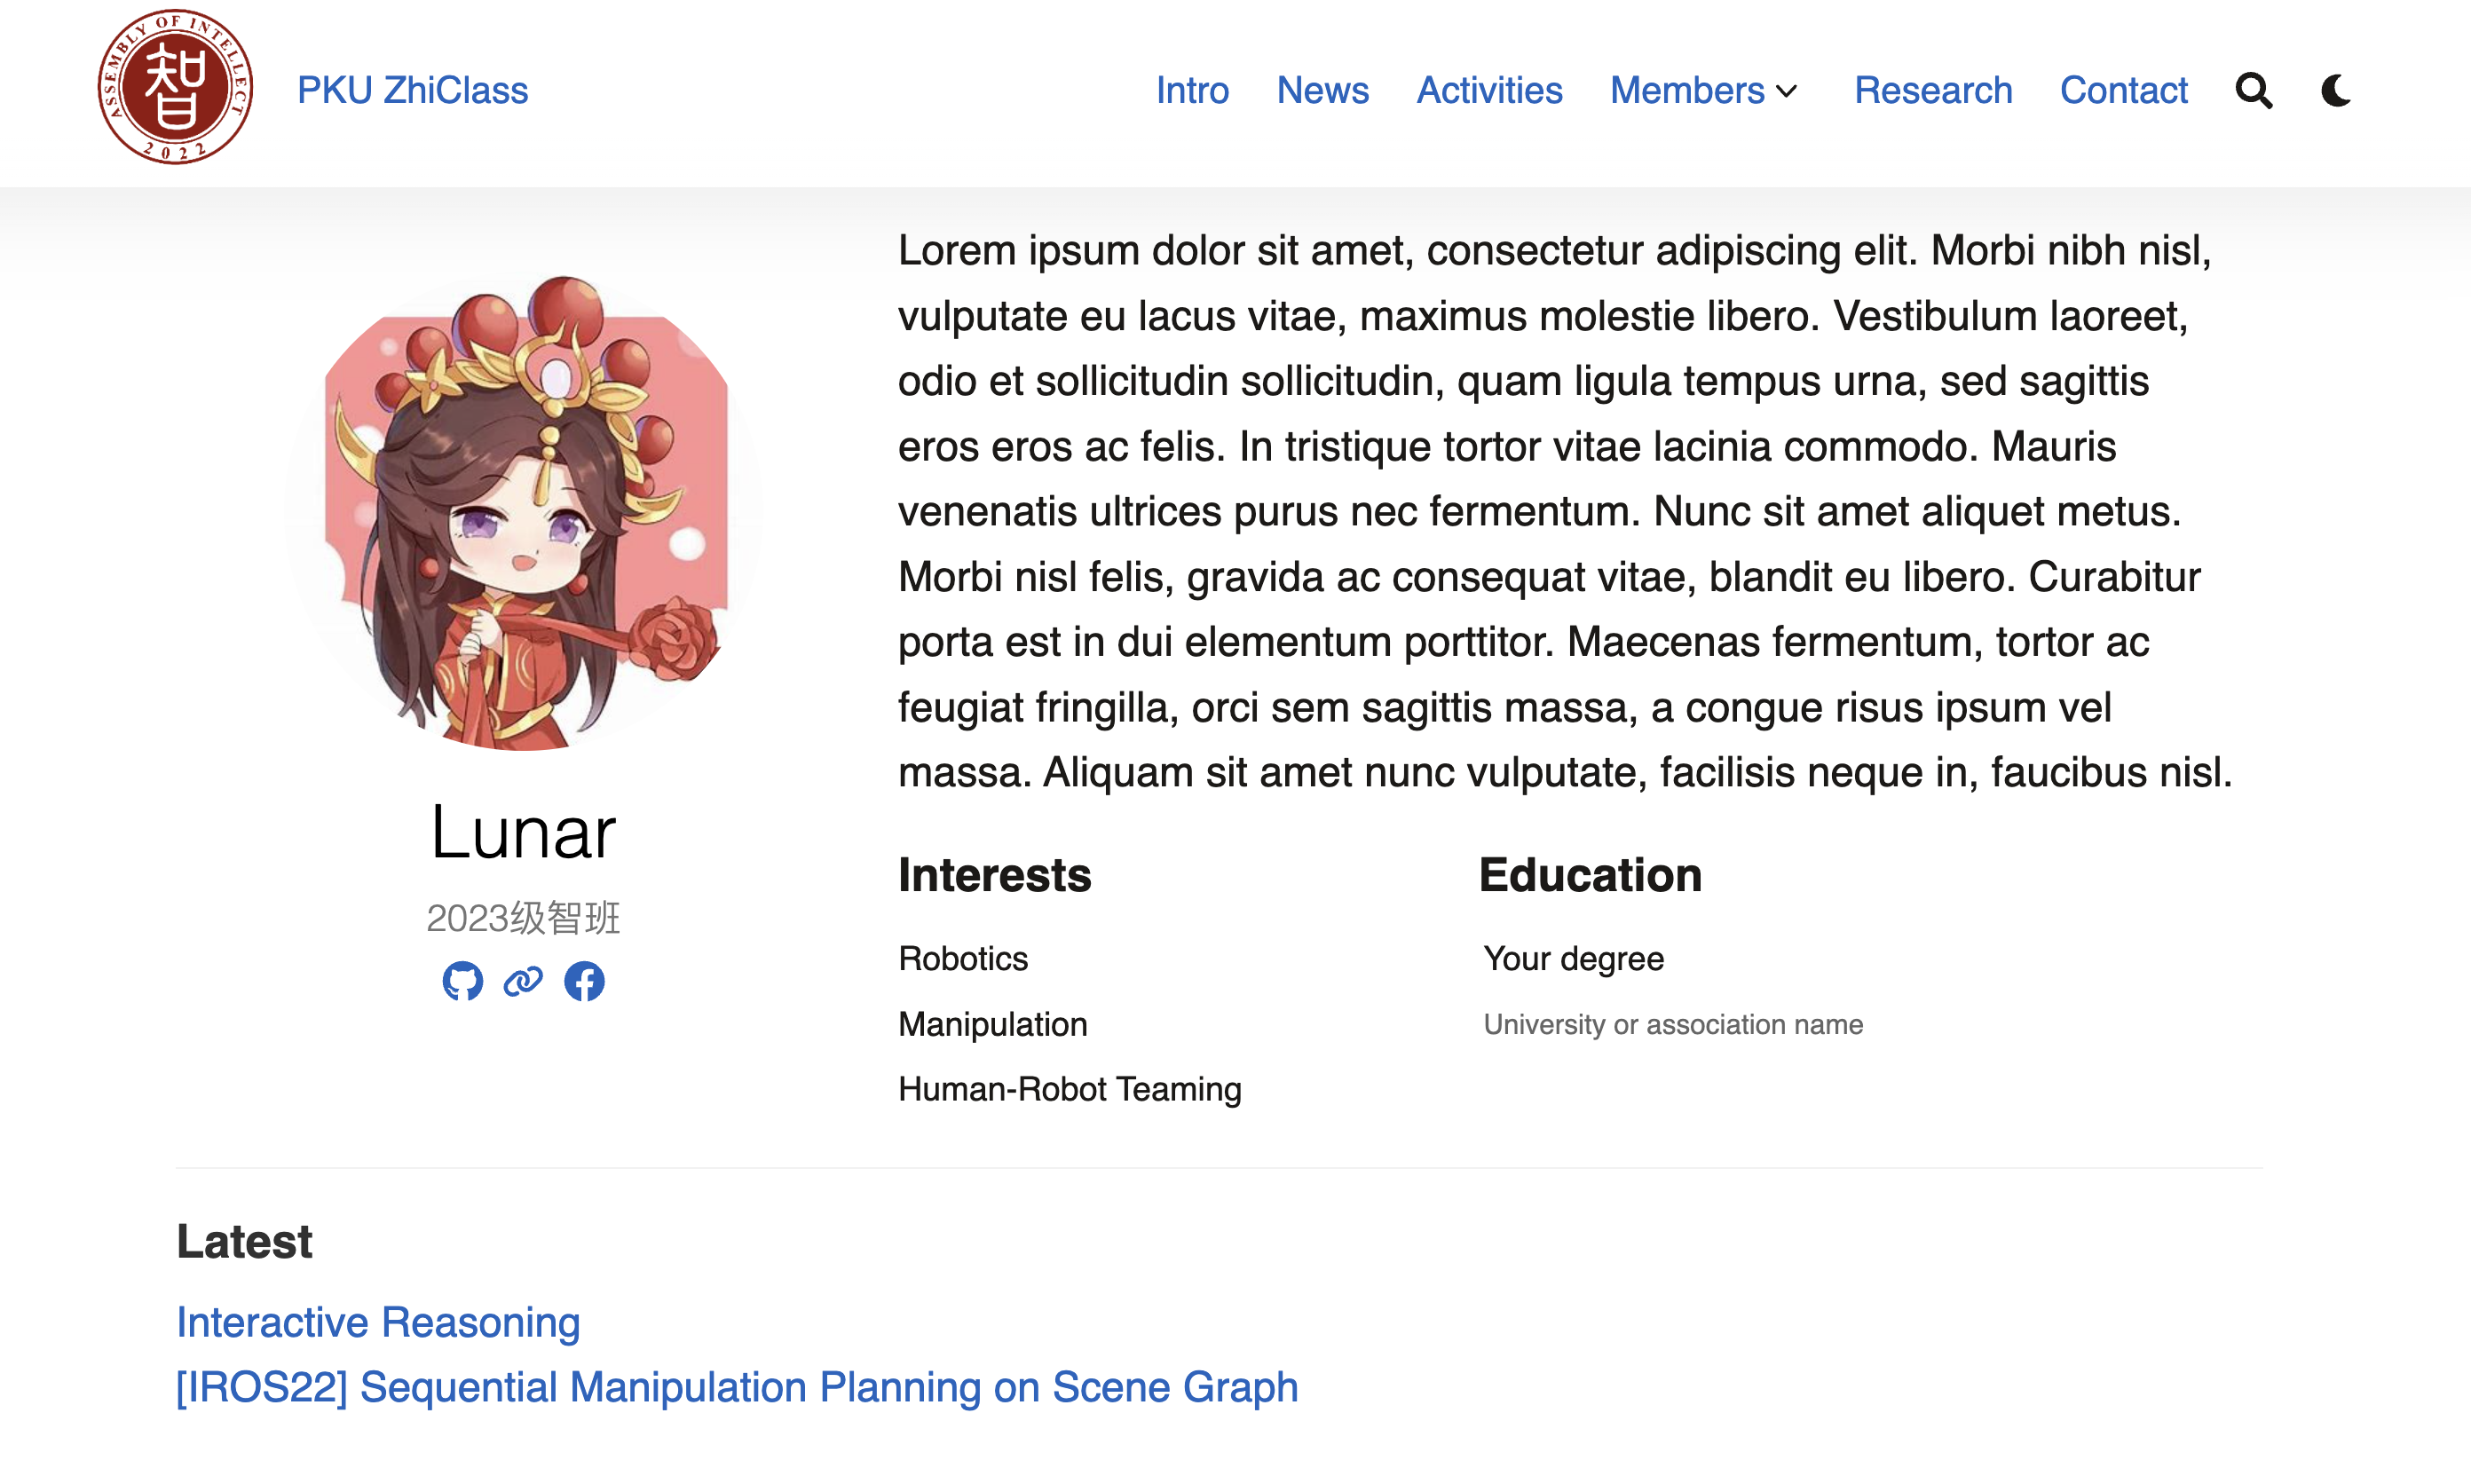 ASSEMBLY OF INTELLECT
智
2022
PKU ZhiClass
Intro
News
Activities
Members
Research
Contact
Lorem ipsum dolor sit amet, consectetur adipiscing elit. Morbi nibh nisl,
vulputate eu lacus vitae, maximus molestie libero. Vestibulum laoreet,
odio et sollicitudin sollicitudin, quam ligula tempus urna, sed sagittis
eros eros ac felis. In tristique tortor vitae lacinia commodo. Mauris
venenatis ultrices purus nec fermentum. Nunc sit amet aliquet metus.
Morbi nisl felis, gravida ac consequat vitae, blandit eu libero. Curabitur
porta est in dui elementum porttitor. Maecenas fermentum, tortor ac
feugiat fringilla, orci sem sagittis massa, a congue risus ipsum vel
massa. Aliquam sit amet nunc vulputate, facilisis neque in, faucibus nisl.
Lunar
2023级智班
Interests
Robotics
Manipulation
Human-Robot Teaming
Education
Your degree
University or association name
Latest
Interactive Reasoning
[IROS22] Sequential Manipulation Planning on Scene Graph